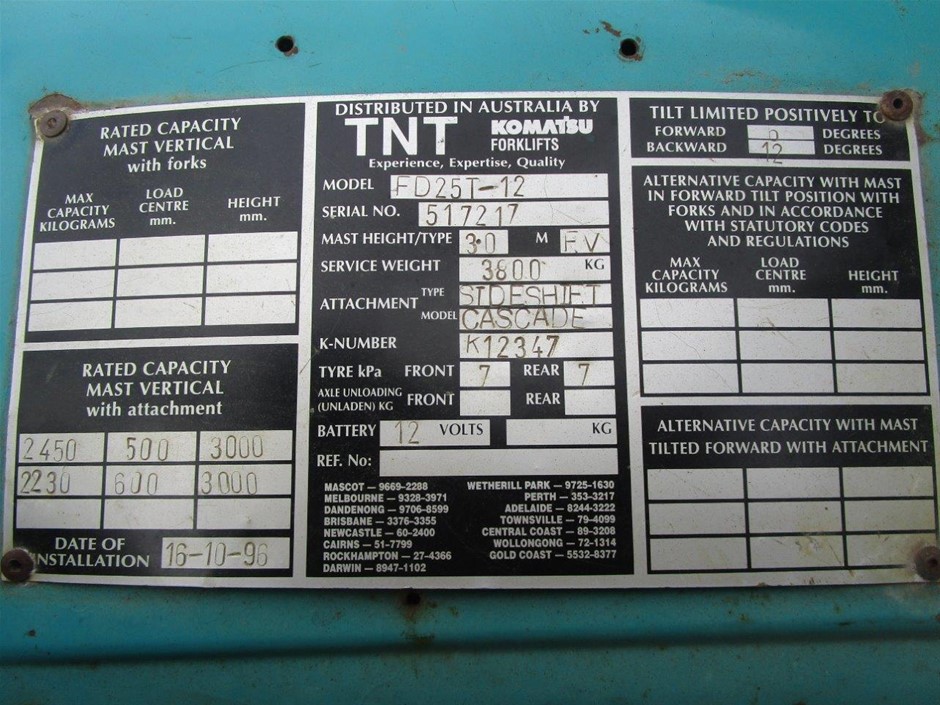 RATED CAPACITY
MAST VERTICAL
with forks
MAX CAPACITY KILOGRAMS LOAD CENTRE mm. HEIGHT mm.
RATED CAPACITY
MAST VERTICAL
with attachment
2450 500 3000
2230 600 3000
DATE OF
INSTALLATION 16-10-96
DISTRIBUTED IN AUSTRALIA BY
TNT KOMATSU
FORKLIFTS
Experience, Expertise, Quality
MODEL FD25T-12
SERIAL NO. 517217
MAST HEIGHT/TYPE 3.0 M F.V
SERVICE WEIGHT 3800 KG
ATTACHMENT TYPE SIDESHIFT
MODEL CASCADE
K-NUMBER K12347
TYRE kPa FRONT 7 REAR 7
AXLE UNLOADING
(UNLADEN) KG FRONT REAR
BATTERY 12 VOLTS KG
REF. No:
MASCOT — 9669-2288
MELBOURNE — 9328-3971
DANDENONG — 9706-8599
BRISBANE — 3376-3355
NEWCASTLE — 60-2400
CAIRNS — 51-7799
ROCKHAMPTON — 27-4366
DARWIN — 8947-1102
WETHERILL PARK — 9725-1630
PERTH — 353-3217
ADELAIDE — 8244-3222
TOWNSVILLE — 79-4099
CENTRAL COAST — 89-3208
WOLLONGONG — 72-1314
GOLD COAST — 5532-8377
TILT LIMITED POSITIVELY TO
FORWARD DEGREES
BACKWARD 12 DEGREES
ALTERNATIVE CAPACITY WITH MAST
IN FORWARD TILT POSITION WITH
FORKS AND IN ACCORDANCE
WITH STATUTORY CODES
AND REGULATIONS
MAX CAPACITY KILOGRAMS LOAD CENTRE mm. HEIGHT mm.
ALTERNATIVE CAPACITY WITH MAST
TILTED FORWARD WITH ATTACHMENT